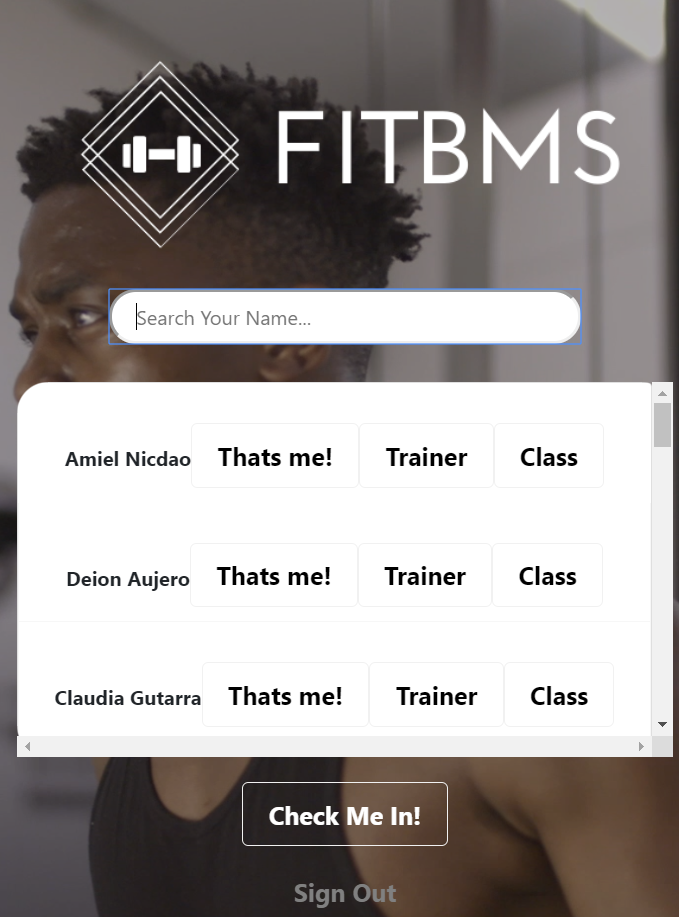 FITBMS
Search Your Name...
Amiel Nicdao Thats me! Trainer Class
Deion Aujero Thats me! Trainer Class
Claudia Gutarra Thats me! Trainer Class
Check Me In!
Sign Out